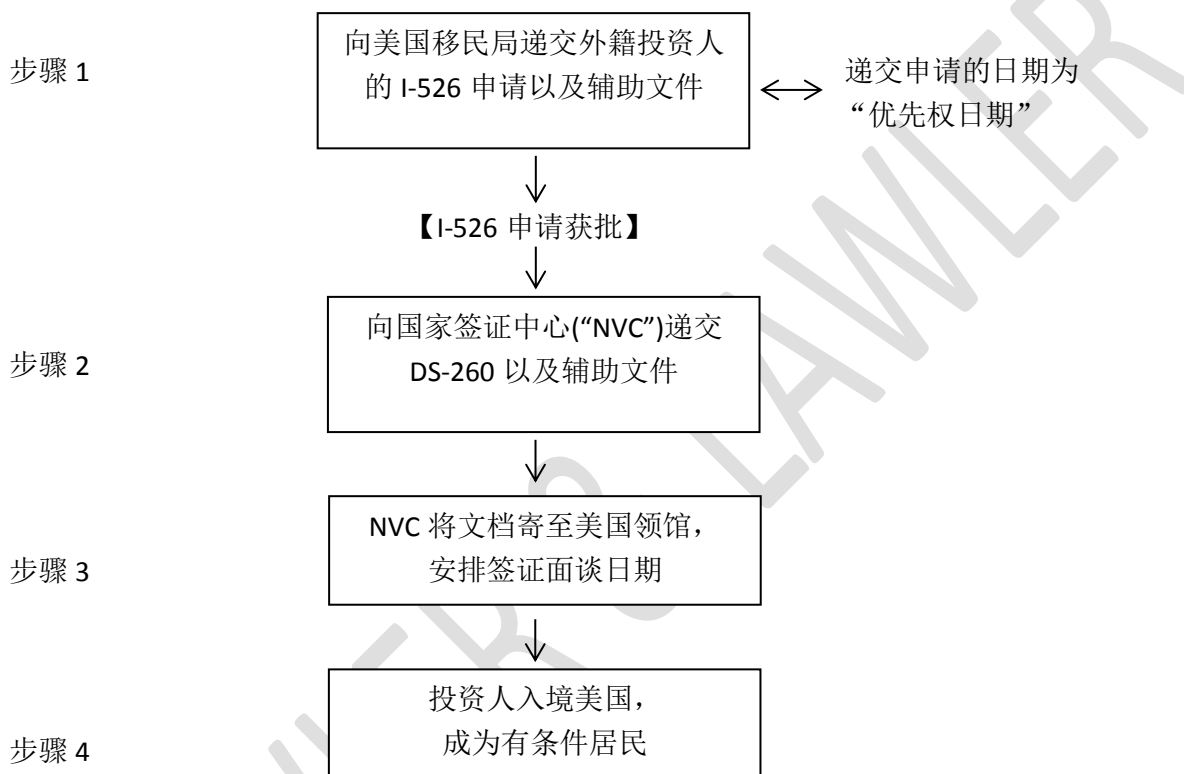 步骤 1
向美国移民局递交外籍投资人
的 I-526 申请以及辅助文件
递交申请的日期为
“优先权日期”
【I-526 申请获批】
步骤 2
向国家签证中心(“NVC”)递交
DS-260 以及辅助文件
步骤 3
NVC 将文档寄至美国领馆，
安排签证面谈日期
步骤 4
投资人入境美国，
成为有条件居民